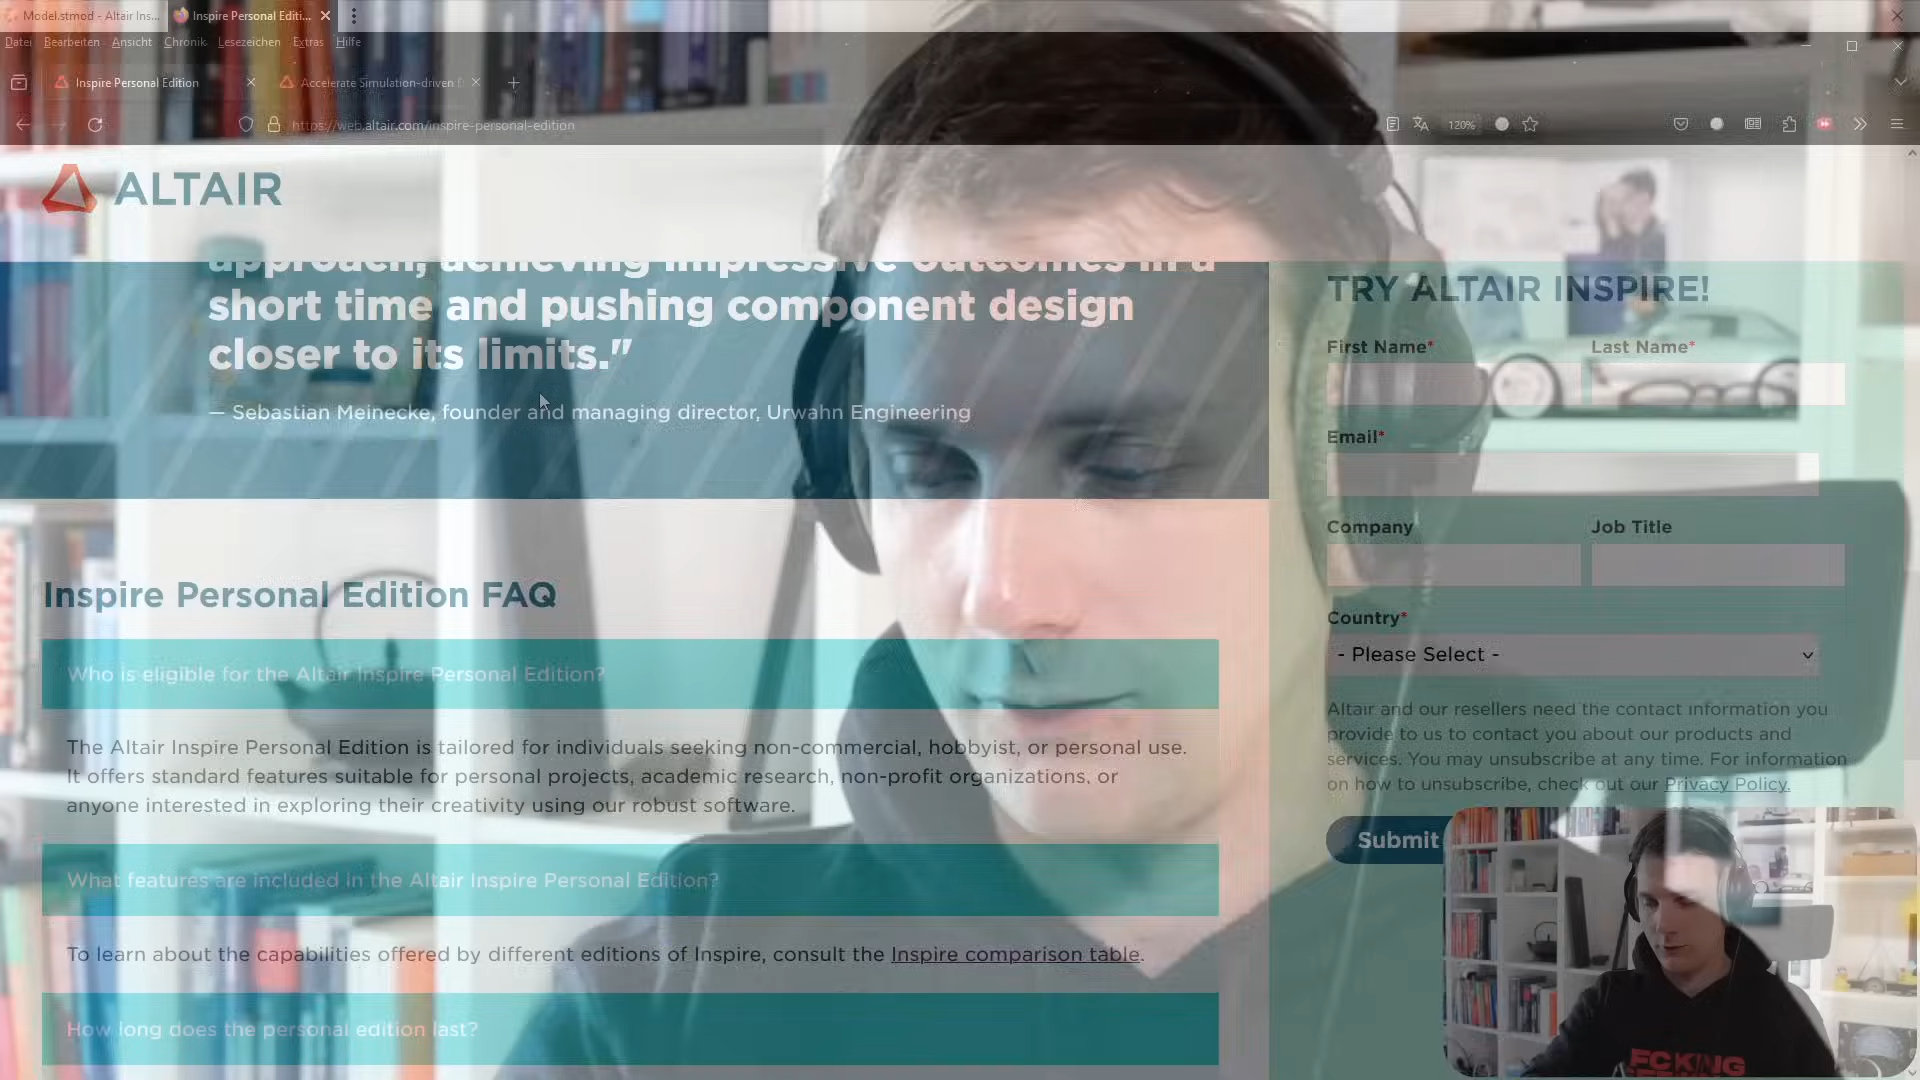 Model.stmod - Altair Ins...
Inspire Personal Editi...
Datei Bearbeiten Ansicht Chronik Lesezeichen Extras Hilfe
Inspire Personal Edition
Accelerate Simulation-driven
https://web.altair.com/inspire-personal-edition
120%
ALTAIR
approach, achieving impressive outcomes in a
short time and pushing component design
closer to its limits."
— Sebastian Meinecke, founder and managing director, Urwahn Engineering
Inspire Personal Edition FAQ
Who is eligible for the Altair Inspire Personal Edition?
The Altair Inspire Personal Edition is tailored for individuals seeking non-commercial, hobbyist, or personal use.
It offers standard features suitable for personal projects, academic research, non-profit organizations, or
anyone interested in exploring their creativity using our robust software.
What features are included in the Altair Inspire Personal Edition?
To learn about the capabilities offered by different editions of Inspire, consult the Inspire comparison table.
How long does the personal edition last?
TRY ALTAIR INSPIRE!
First Name* Last Name*
Email*
Company Job Title
Country*
- Please Select -
Altair and our resellers need the contact information you
provide to us to contact you about our products and
services. You may unsubscribe at any time. For information
on how to unsubscribe, check out our Privacy Policy.
Submit
FCKING